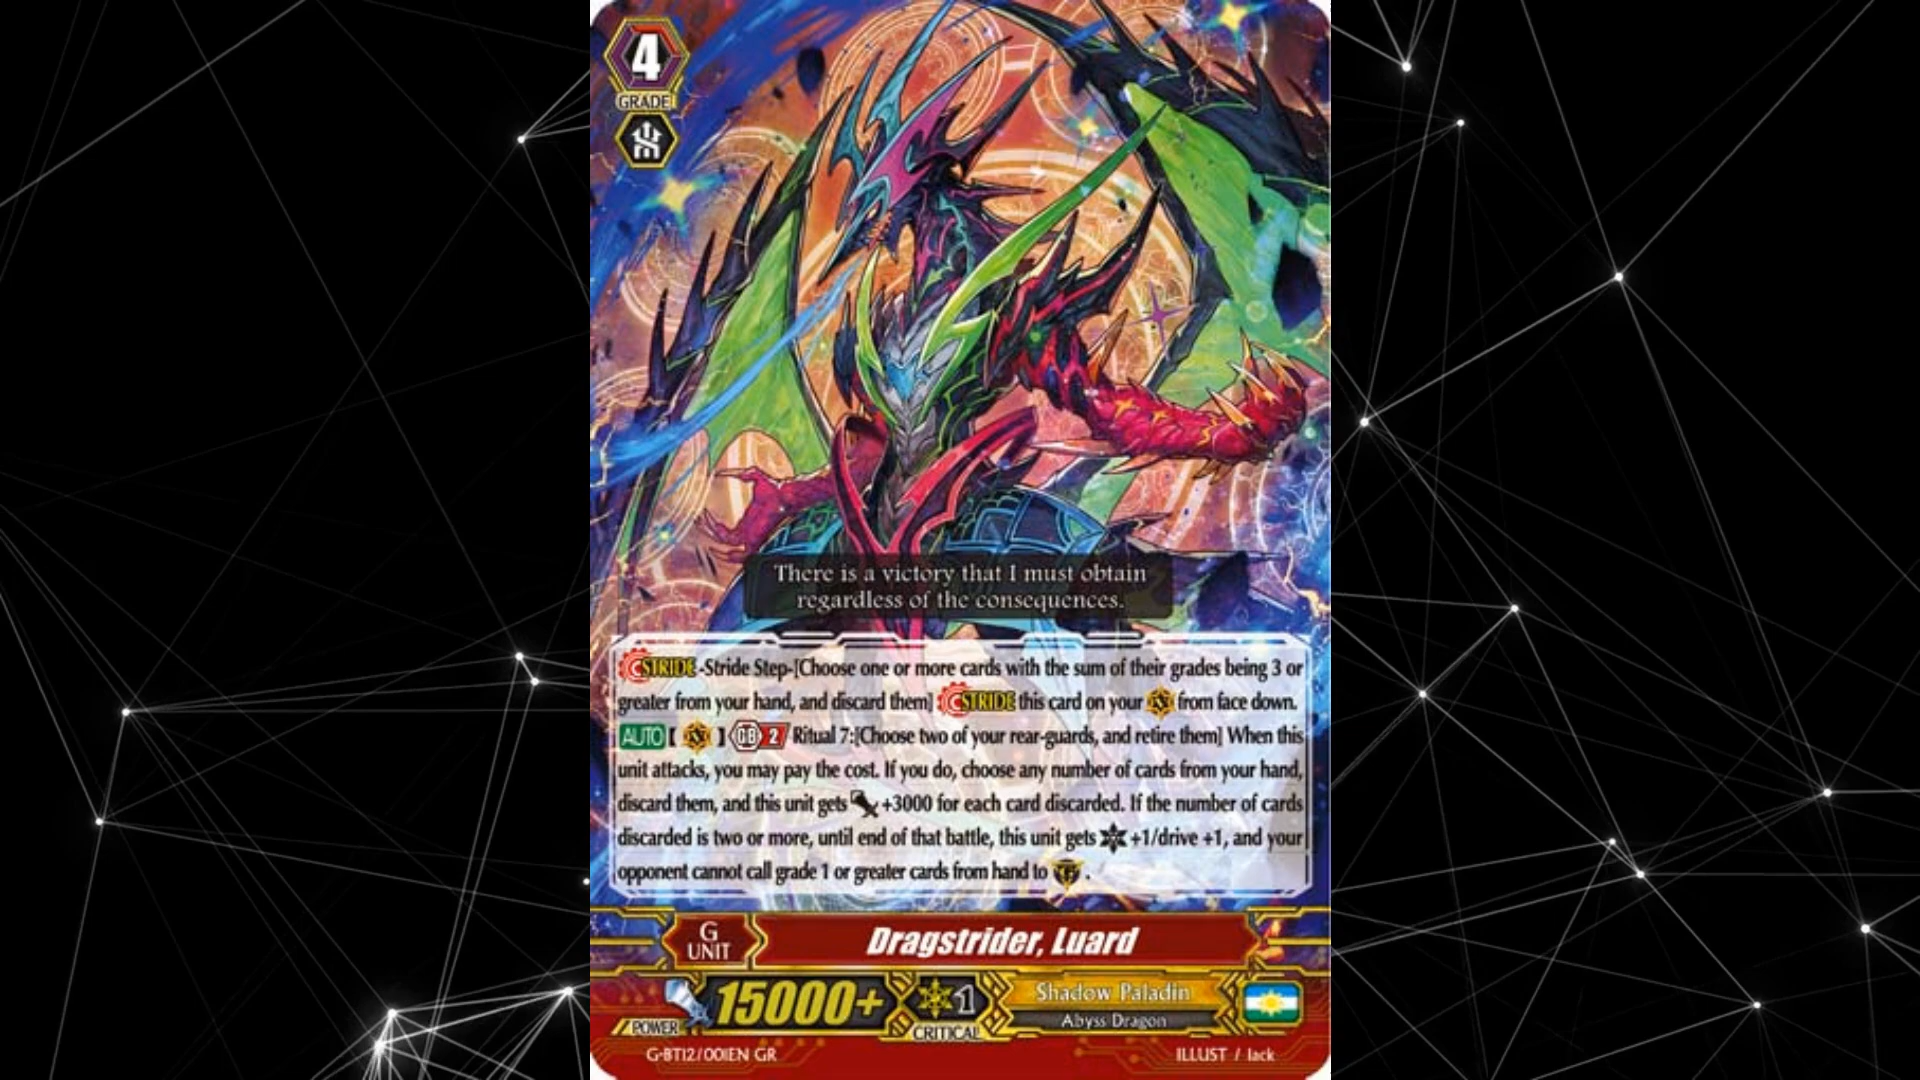 4
GRADE
There is a victory that I must obtain
regardless of the consequences.
STRIDE -Stride Step-[Choose one or more cards with the sum of their grades being 3 or
greater from your hand, and discard them] STRIDE this card on your from face down.
AUTO [ ] GB 2 Ritual 7:[Choose two of your rear-guards, and retire them] When this
unit attacks, you may pay the cost. If you do, choose any number of cards from your hand,
discard them, and this unit gets +3000 for each card discarded. If the number of cards
discarded is two or more, until end of that battle, this unit gets +1/drive +1, and your
opponent cannot call grade 1 or greater cards from hand to .
G
UNIT
Dragstrider, Luard
POWER 15000+ 1
CRITICAL
Shadow Paladin
Abyss Dragon
G-BT12/001EN GR
ILLUST / lack